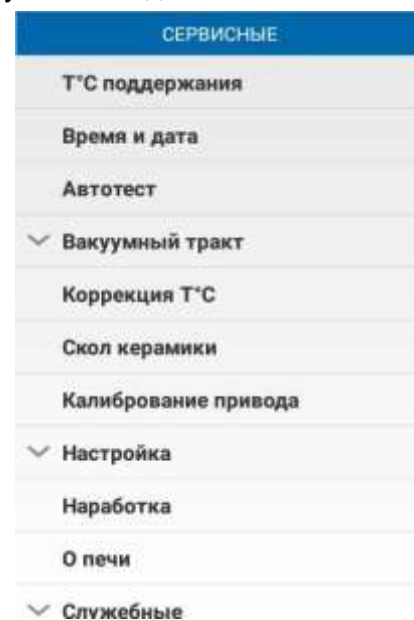 СЕРВИСНЫЕ
Т°С поддержания
Время и дата
Автотест
Вакуумный тракт
Коррекция Т°С
Скол керамики
Калибрование привода
Настройка
Наработка
О печи
Служебные